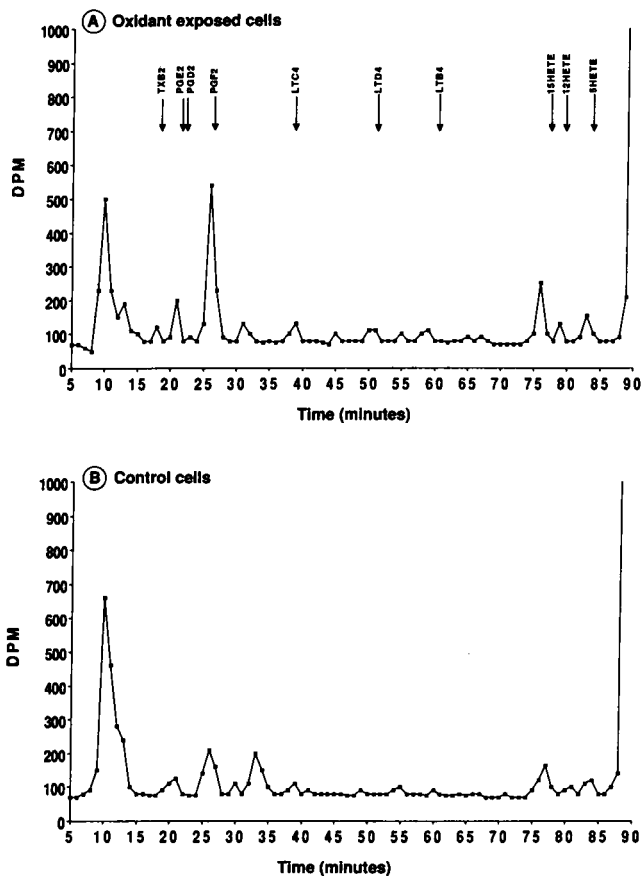 A Oxidant exposed cells
1000
900
800
700
600
500
400
300
200
100
0
DPM
TXB2
PGE2
PGD2
PGF2
LTC4
LTD4
LTB4
15HETE
12HETE
5HETE
5 10 15 20 25 30 35 40 45 50 55 60 65 70 75 80 85 90
Time (minutes)
B Control cells
1000
900
800
700
600
500
400
300
200
100
0
DPM
5 10 15 20 25 30 35 40 45 50 55 60 65 70 75 80 85 90
Time (minutes)